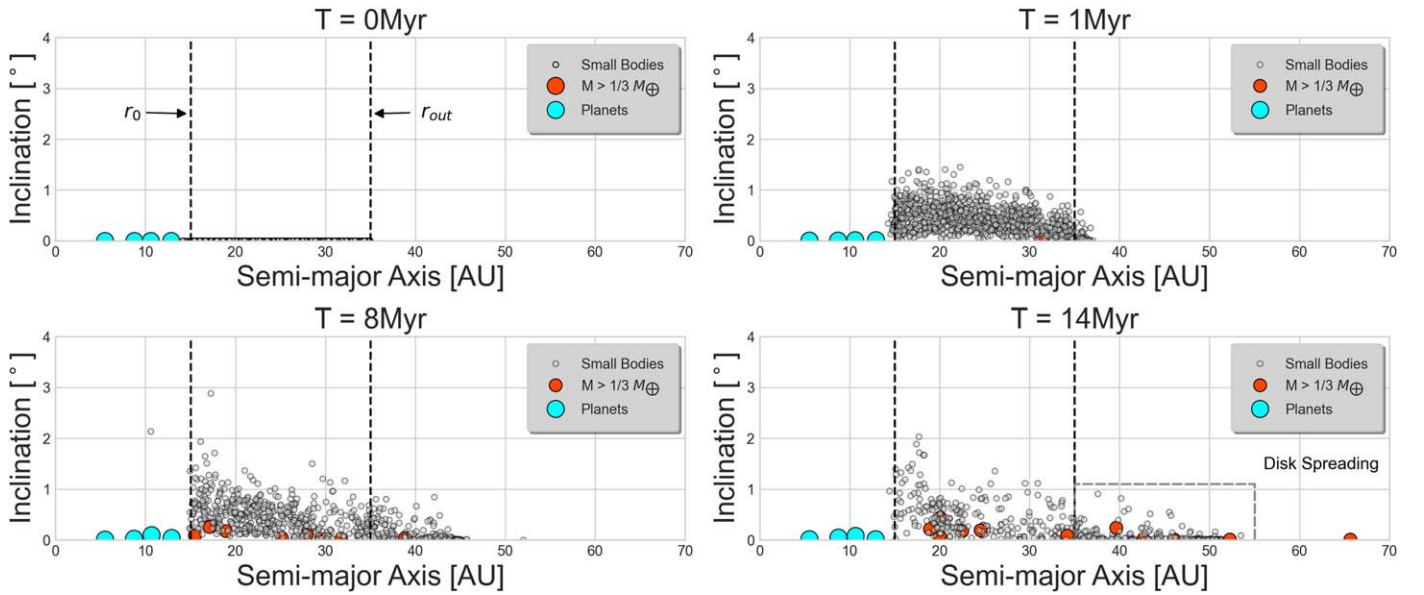 T = 0Myr
Inclination [ ° ]
4
3
2
1
0
r0
rout
Small Bodies
M > 1/3 M⊕
Planets
0 10 20 30 40 50 60 70
Semi-major Axis [AU]
T = 1Myr
Inclination [ ° ]
4
3
2
1
0
Small Bodies
M > 1/3 M⊕
Planets
0 10 20 30 40 50 60 70
Semi-major Axis [AU]
T = 8Myr
Inclination [ ° ]
4
3
2
1
0
Small Bodies
M > 1/3 M⊕
Planets
0 10 20 30 40 50 60 70
Semi-major Axis [AU]
T = 14Myr
Inclination [ ° ]
4
3
2
1
0
Small Bodies
M > 1/3 M⊕
Planets
Disk Spreading
0 10 20 30 40 50 60 70
Semi-major Axis [AU]